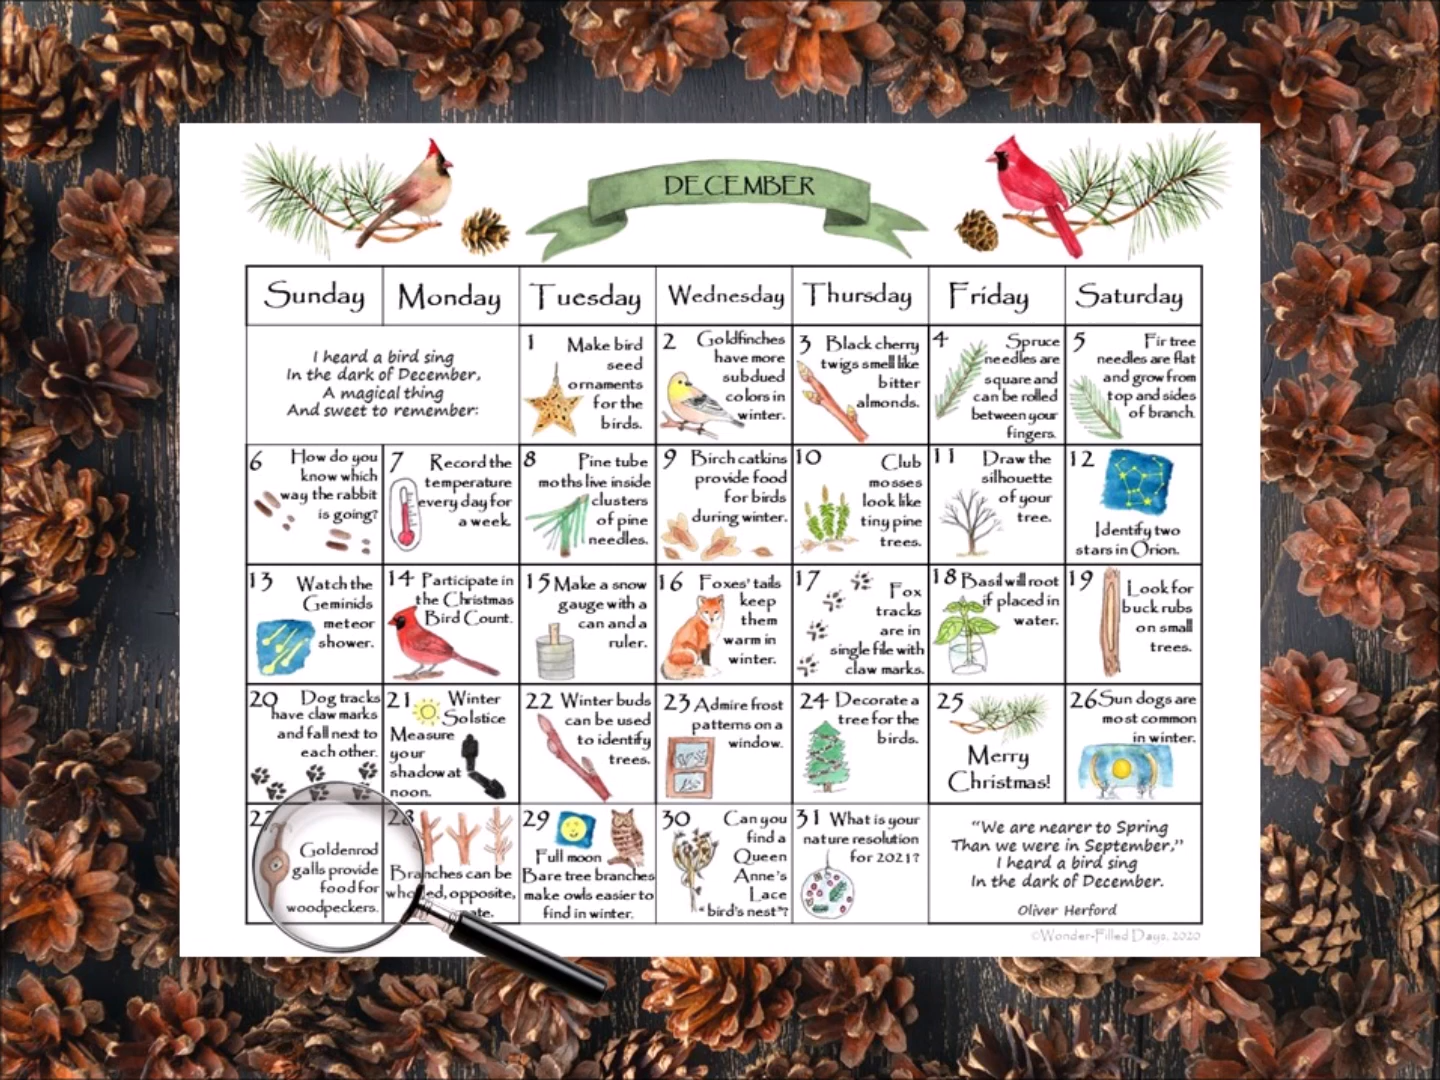 DECEMBER
Sunday Monday Tuesday Wednesday Thursday Friday Saturday
I heard a bird sing
In the dark of December,
A magical thing
And sweet to remember:
1 Make bird
seed
ornaments
for the
birds.
2 Goldfinches
have more
subdued
colors in
winter.
3 Black cherry
twigs smell like
bitter
almonds.
4 Spruce
needles are
square and
can be rolled
between your
fingers.
5 Fir tree
needles are flat
and grow from
top and sides
of branch.
6 How do you
know which
way the rabbit
is going?
7 Record the
temperature
every day for
a week.
8 Pine tube
moths live inside
clusters
of pine
needles.
9 Birch catkins
provide food
for birds
during winter.
10 Club
mosses
look like
tiny pine
trees.
11 Draw the
silhouette
of your
tree.
12
Identify two
stars in Orion.
13 Watch the
Geminids
meteor
shower.
14 Participate in
the Christmas
Bird Count.
15 Make a snow
gauge with a
can and a
ruler.
16 Foxes' tails
keep
them
warm in
winter.
17 Fox
tracks
are in
single file with
claw marks.
18 Basil will root
if placed in
water.
19 Look for
buck rubs
on small
trees.
20 Dog tracks
have claw marks
and fall next to
each other.
21 Winter
Solstice
Measure
your
shadow at
noon.
22 Winter buds
can be used
to identify
trees.
23 Admire frost
patterns on a
window.
24 Decorate a
tree for the
birds.
25
Merry
Christmas!
26 Sun dogs are
most common
in winter.
27
Goldenrod
galls provide
food for
woodpeckers.
28
Branches can be
opposite,
29
Full moon
Bare tree branches
make owls easier to
find in winter.
30 Can you
find a
Queen
Anne's
Lace
"bird's nest"?
31 What is your
nature resolution
for 2021?
"We are nearer to Spring
Than we were in September,"
I heard a bird sing
In the dark of December.
Oliver Herford
©Wonder-Filled Days, 2020